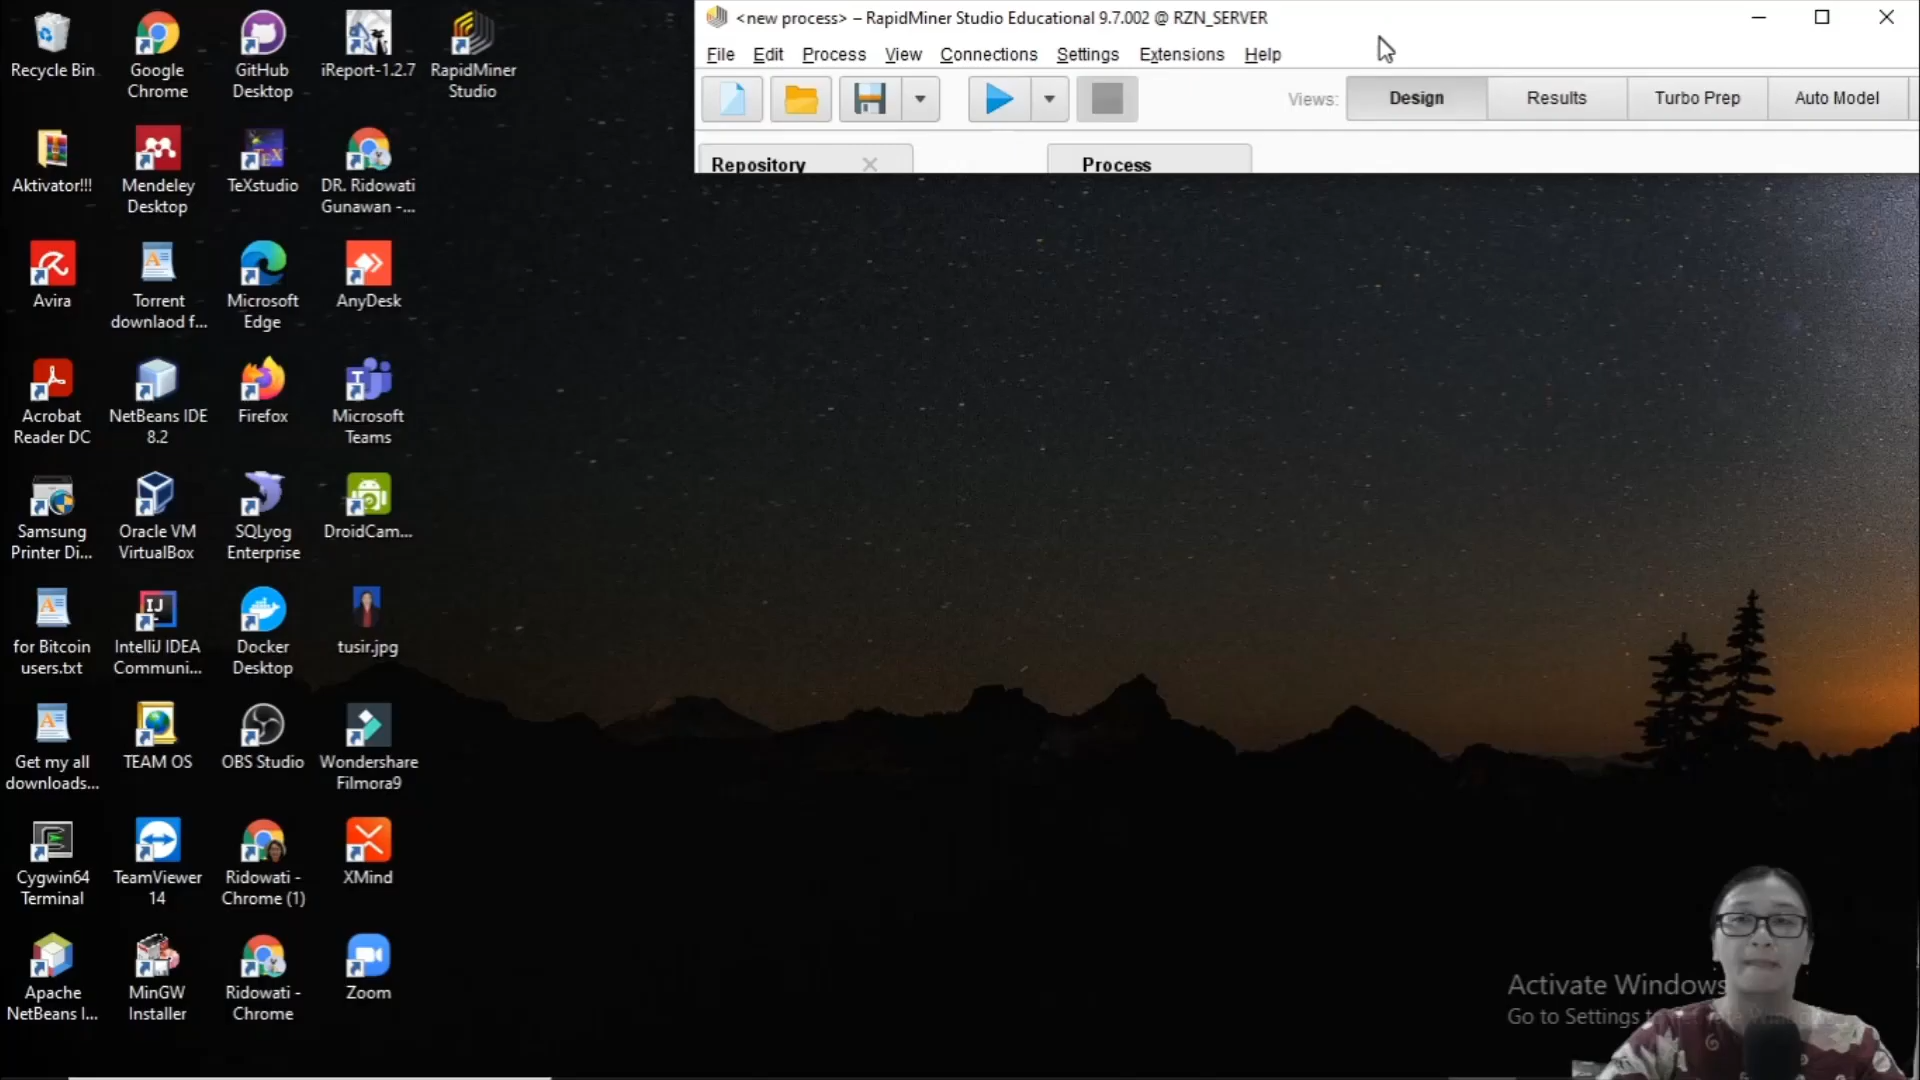 <new process> – RapidMiner Studio Educational 9.7.002 @ RZN_SERVER
File Edit Process View Connections Settings Extensions Help
Views: Design Results Turbo Prep Auto Model
Repository Process
Recycle Bin
Google
Chrome
GitHub
Desktop
iReport-1.2.7
RapidMiner
Studio
Aktivator!!!
Mendeley
Desktop
TeXstudio
DR. Ridowati
Gunawan -...
Avira
Torrent
downlaod f...
Microsoft
Edge
AnyDesk
Acrobat
Reader DC
NetBeans IDE
8.2
Firefox
Microsoft
Teams
Samsung
Printer Di...
Oracle VM
VirtualBox
SQLyog
Enterprise
DroidCam...
for Bitcoin
users.txt
IntelliJ IDEA
Communi...
Docker
Desktop
tusir.jpg
Get my all
downloads...
TEAM OS
OBS Studio
Wondershare
Filmora9
Cygwin64
Terminal
TeamViewer
14
Ridowati -
Chrome (1)
XMind
Apache
NetBeans I...
MinGW
Installer
Ridowati -
Chrome
Zoom
Activate Windows
Go to Settings